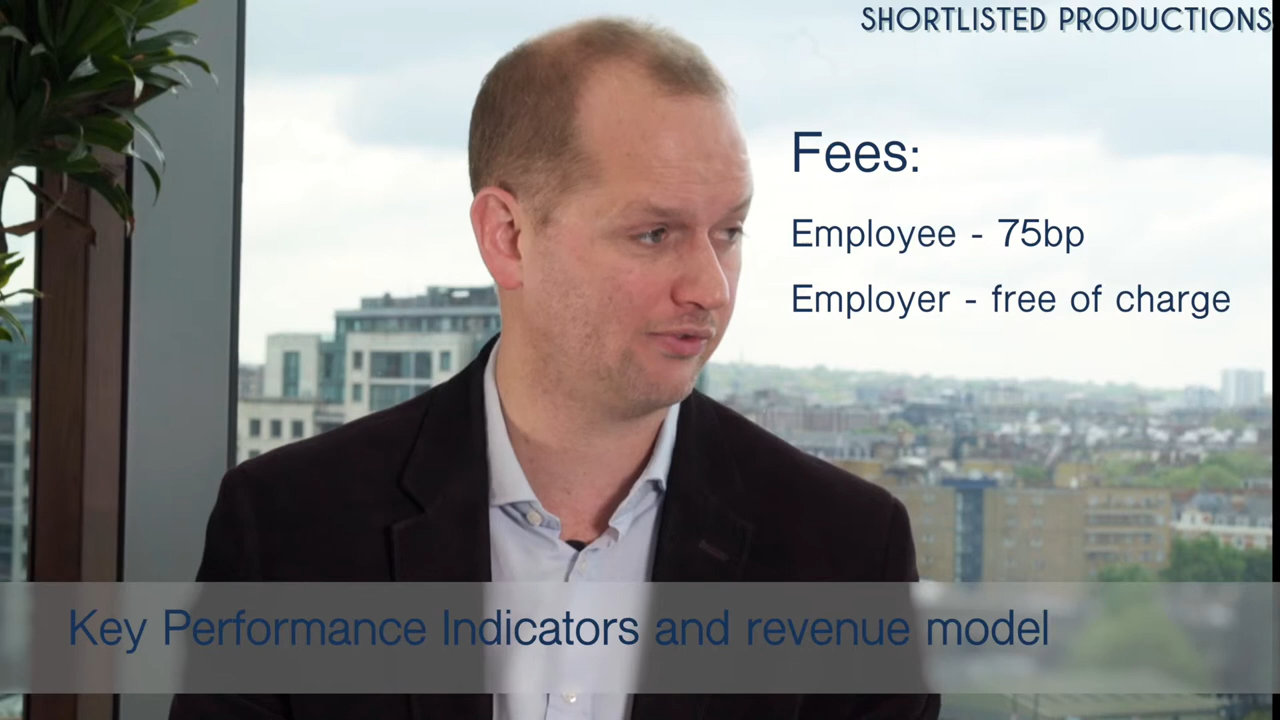 SHORTLISTED PRODUCTIONS
Fees:
Employee - 75bp
Employer - free of charge
Key Performance Indicators and revenue model